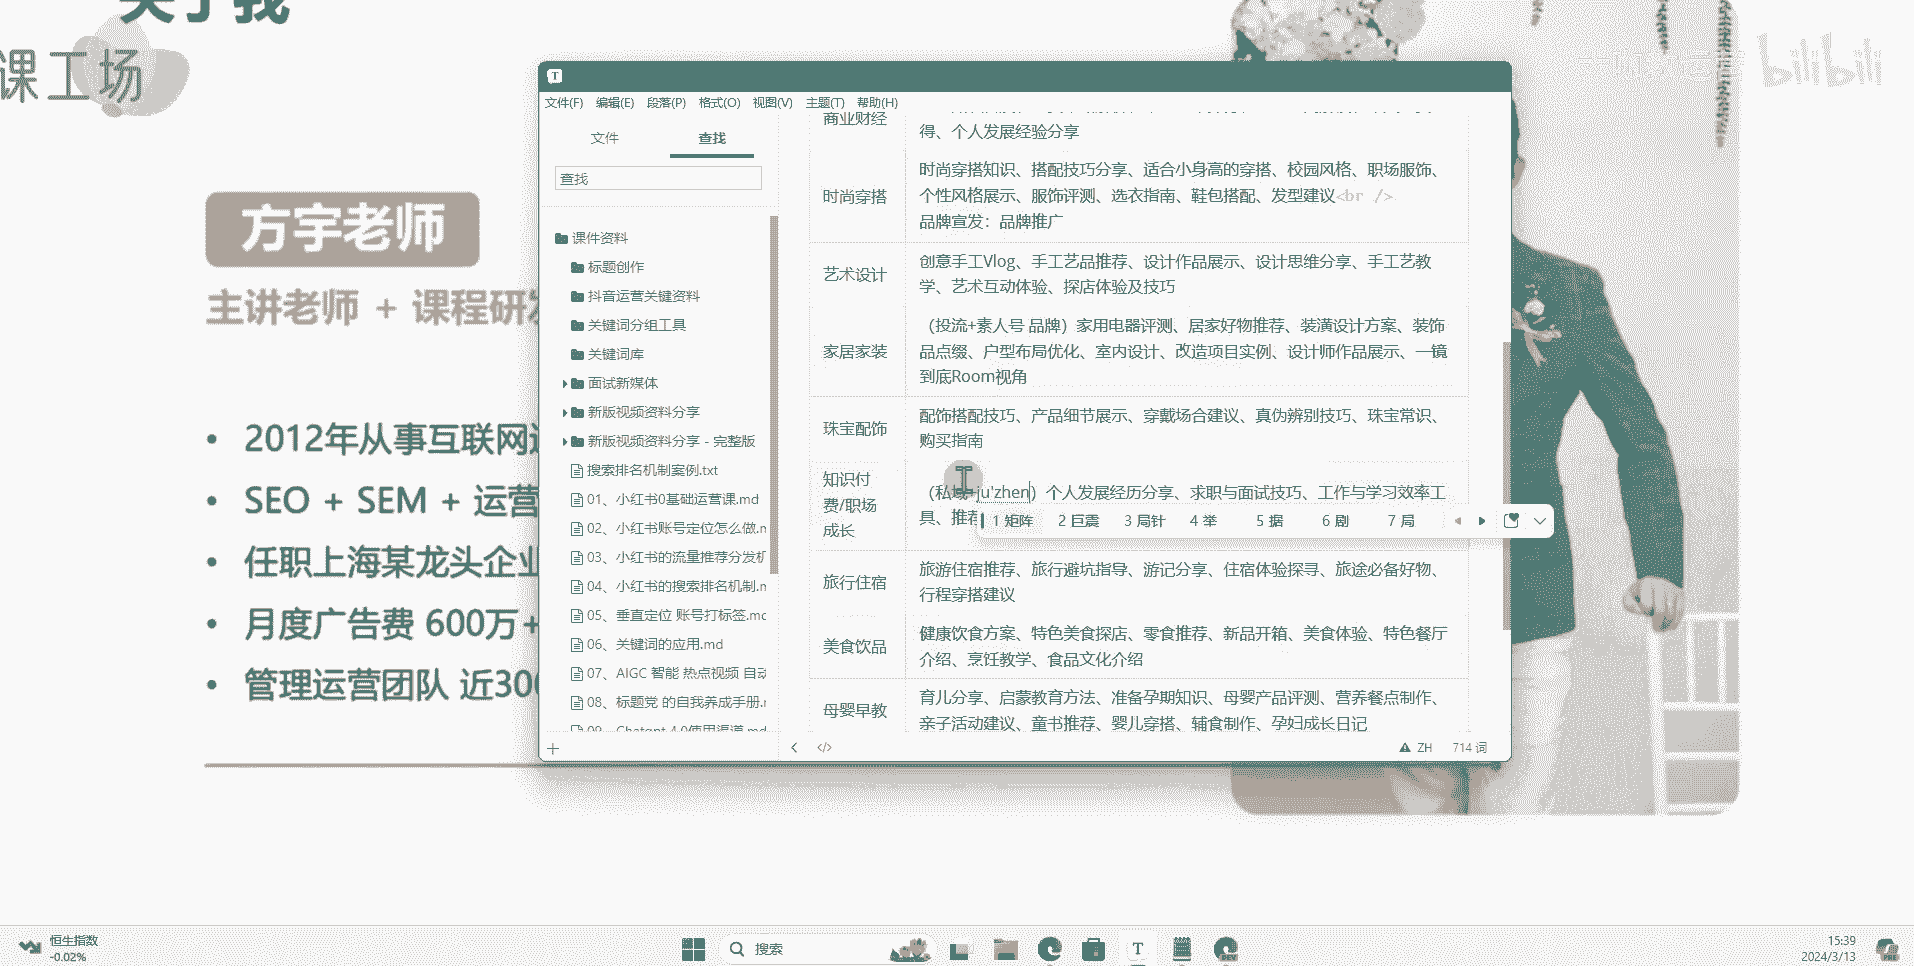 关于我
课工场
bilibili
方宇老师
主讲老师 + 课程研发
2012年从事互联网运
SEO + SEM + 运营
任职上海某龙头企业
月度广告费 600万+
管理运营团队 近300
文件(F) 编辑(E) 段落(P) 格式(O) 视图(V) 主题(T) 帮助(H)
文件 查找
查找
课件资料
标题创作
抖音运营关键资料
关键词分组工具
关键词库
面试新媒体
新版视频资料分享
新版视频资料分享 - 完整版
搜索排名机制案例.txt
01、小红书0基础运营课.md
02、小红书账号定位怎么做.m
03、小红书的流量推荐分发机
04、小红书的搜索排名机制.m
05、垂直定位 账号打标签.md
06、关键词的应用.md
07、AIGC 智能 热点视频 自动
08、标题党 的自我养成手册.m
09、Chatgpt 4.0使用渠道.md
商业财经
得、个人发展经验分享
时尚穿搭
时尚穿搭知识、搭配技巧分享、适合小身高的穿搭、校园风格、职场服饰、
个性风格展示、服饰评测、选衣指南、鞋包搭配、发型建议<br />
品牌宣发：品牌推广
艺术设计
创意手工Vlog、手工艺品推荐、设计作品展示、设计思维分享、手工艺教
学、艺术互动体验、探店体验及技巧
家居家装
（投流+素人号 品牌）家用电器评测、居家好物推荐、装潢设计方案、装饰
品点缀、户型布局优化、室内设计、改造项目实例、设计师作品展示、一镜
到底Room视角
珠宝配饰
配饰搭配技巧、产品细节展示、穿戴场合建议、真伪辨别技巧、珠宝常识、
购买指南
知识付
费/职场
成长
（私域+ju'zhen）个人发展经历分享、求职与面试技巧、工作与学习效率工
具、推荐
1 矩阵 2 巨震 3 局针 4 举 5 据 6 剧 7 局
旅行住宿
旅游住宿推荐、旅行避坑指导、游记分享、住宿体验探寻、旅途必备好物、
行程穿搭建议
美食饮品
健康饮食方案、特色美食探店、零食推荐、新品开箱、美食体验、特色餐厅
介绍、烹饪教学、食品文化介绍
母婴早教
育儿分享、启蒙教育方法、准备孕期知识、母婴产品评测、营养餐点制作、
亲子活动建议、童书推荐、婴儿穿搭、辅食制作、孕妇成长日记
ZH 714 词
恒生指数
-0.02%
搜索
15:39
2024/3/13